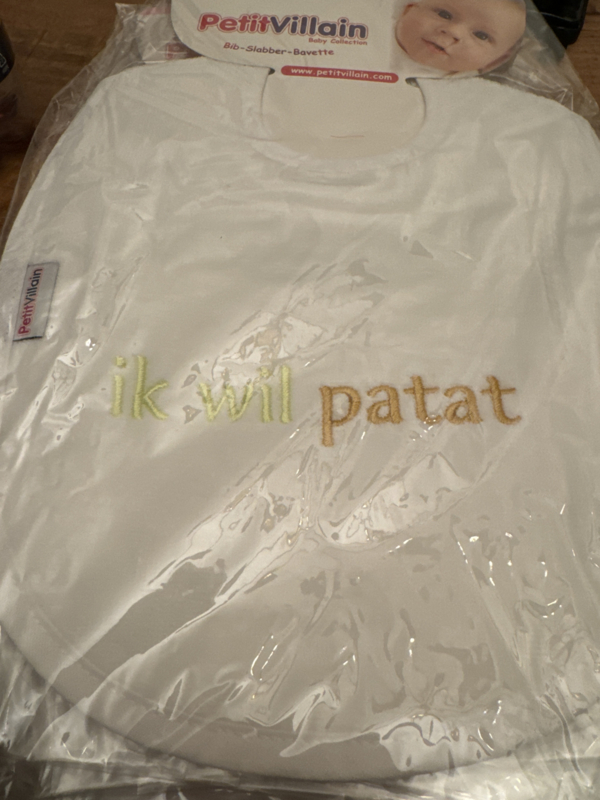 PetitVillain
Baby Collection
Bib-Slabber-Bavette
www.petitvillain.com
PetitVillain
ik wil patat